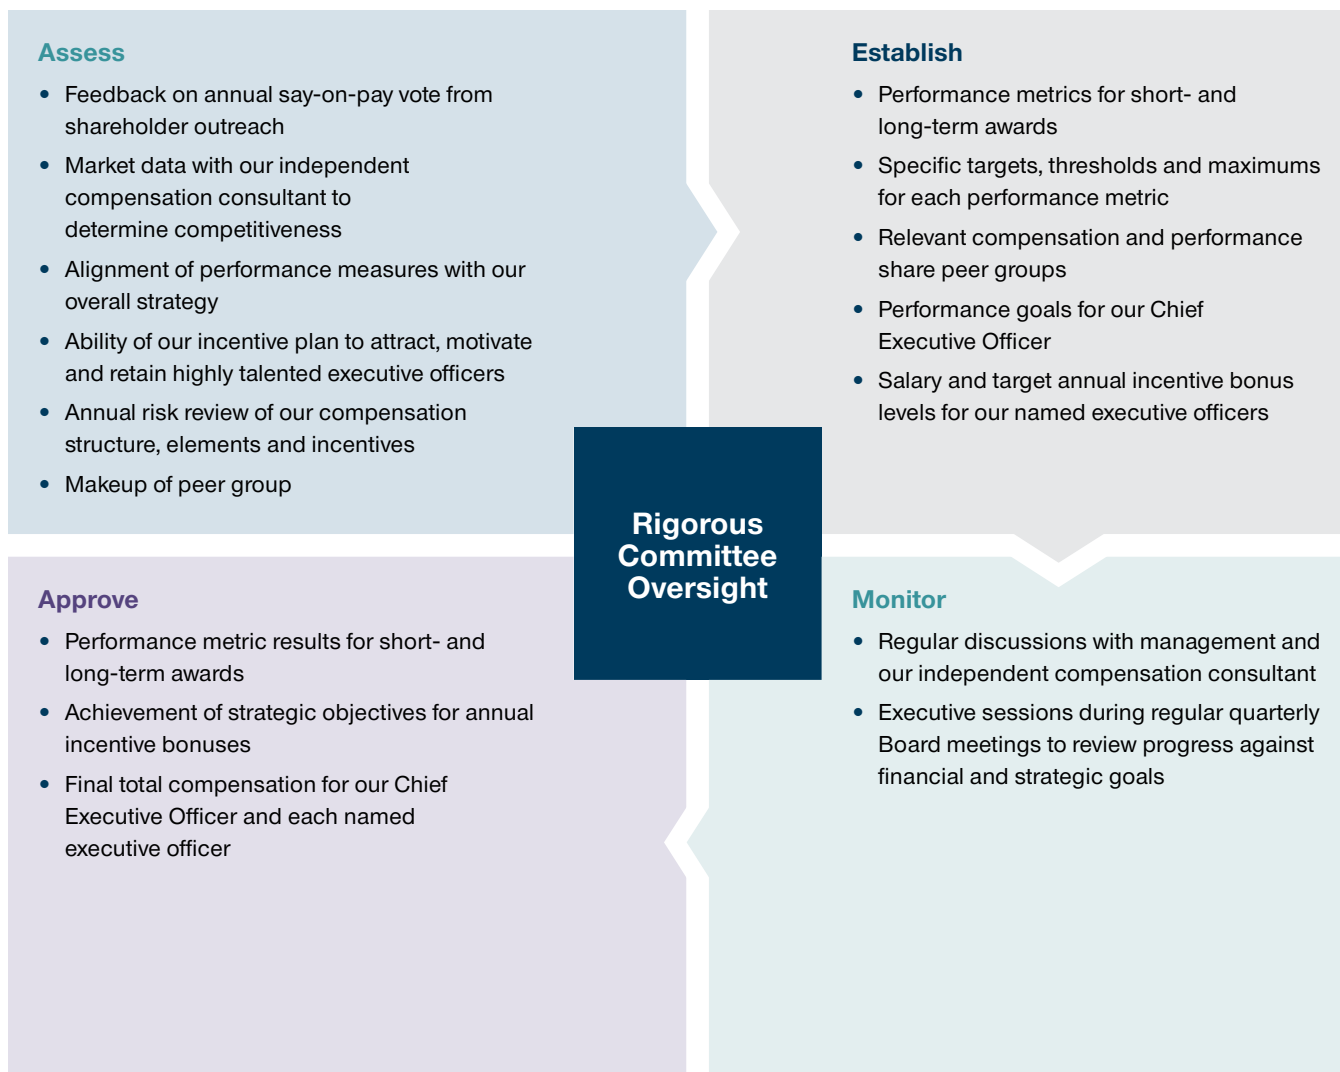 Assess
• Feedback on annual say-on-pay vote from
shareholder outreach
• Market data with our independent
compensation consultant to
determine competitiveness
• Alignment of performance measures with our
overall strategy
• Ability of our incentive plan to attract, motivate
and retain highly talented executive officers
• Annual risk review of our compensation
structure, elements and incentives
• Makeup of peer group
Establish
• Performance metrics for short- and
long-term awards
• Specific targets, thresholds and maximums
for each performance metric
• Relevant compensation and performance
share peer groups
• Performance goals for our Chief
Executive Officer
• Salary and target annual incentive bonus
levels for our named executive officers
Rigorous
Committee
Oversight
Approve
• Performance metric results for short- and
long-term awards
• Achievement of strategic objectives for annual
incentive bonuses
• Final total compensation for our Chief
Executive Officer and each named
executive officer
Monitor
• Regular discussions with management and
our independent compensation consultant
• Executive sessions during regular quarterly
Board meetings to review progress against
financial and strategic goals